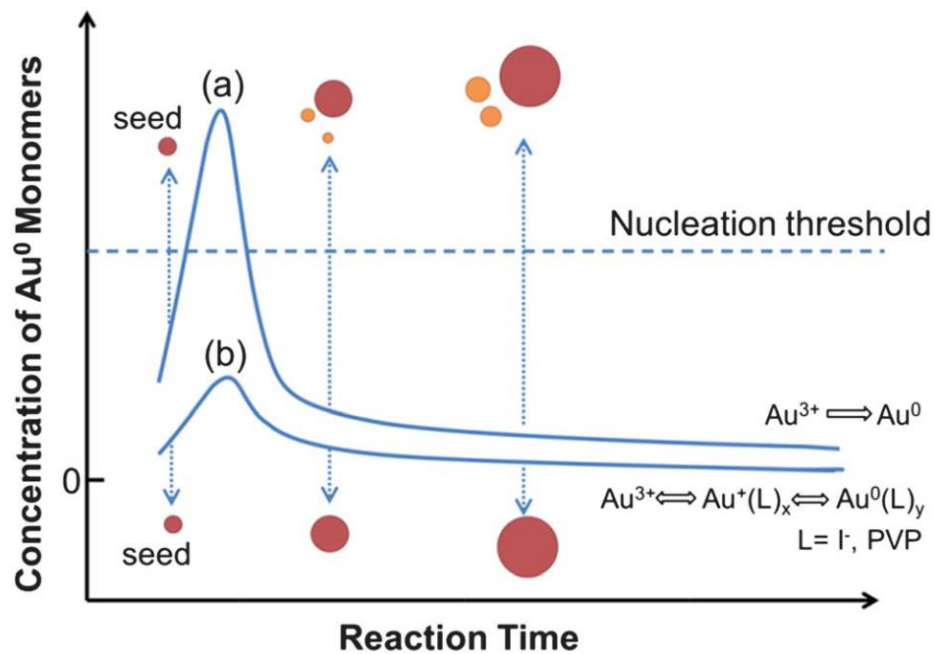 Concentration of Au⁰ Monomers
(a)
seed
Nucleation threshold
(b)
Au³⁺ ⟹ Au⁰
0
Au³⁺⟺ Au⁺(L)ₓ⟺ Au⁰(L)ᵧ
L= I⁻, PVP
seed
Reaction Time